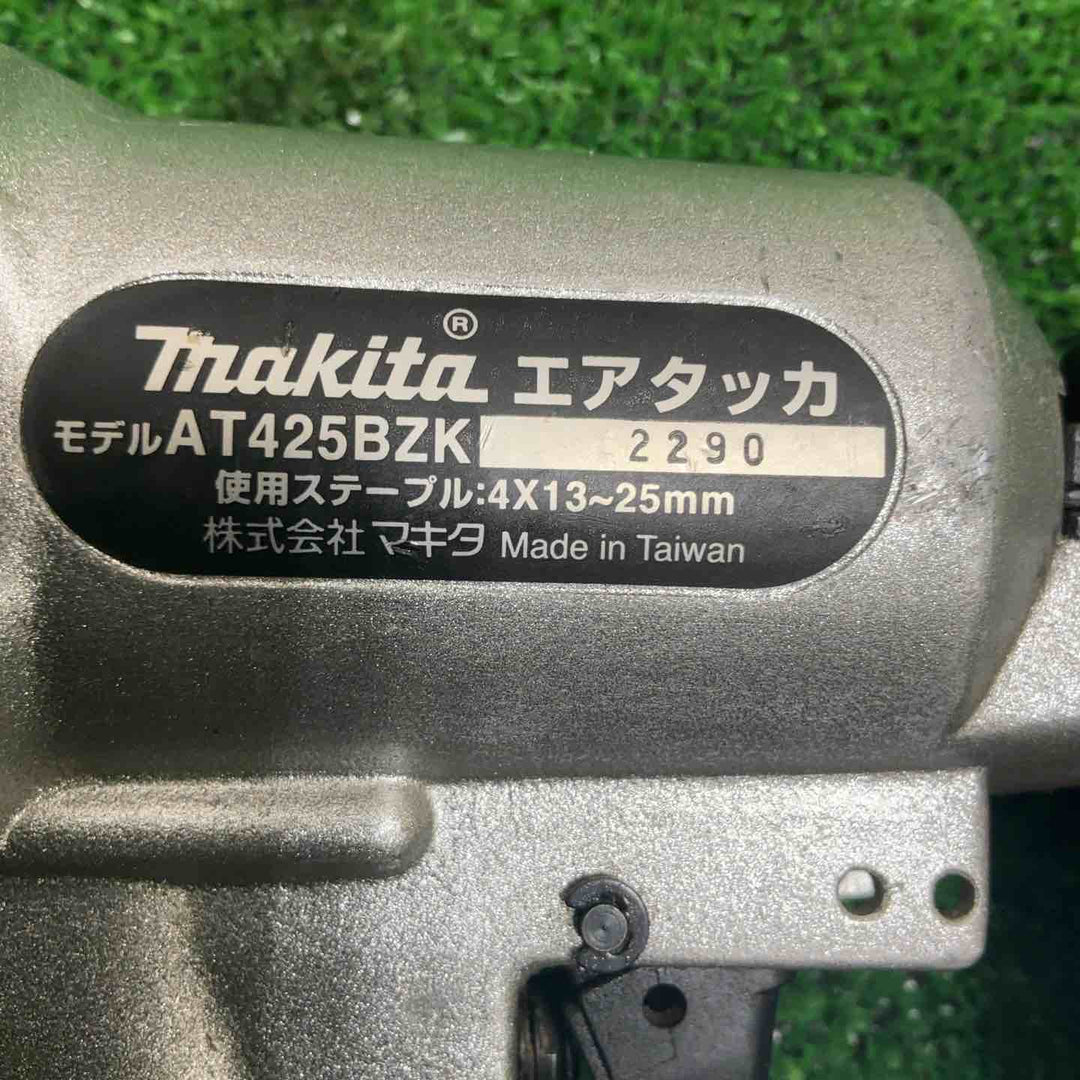 makita® エアタッカ
モデルAT425BZK 2290
使用ステープル:4X13~25mm
株式会社マキタ Made in Taiwan